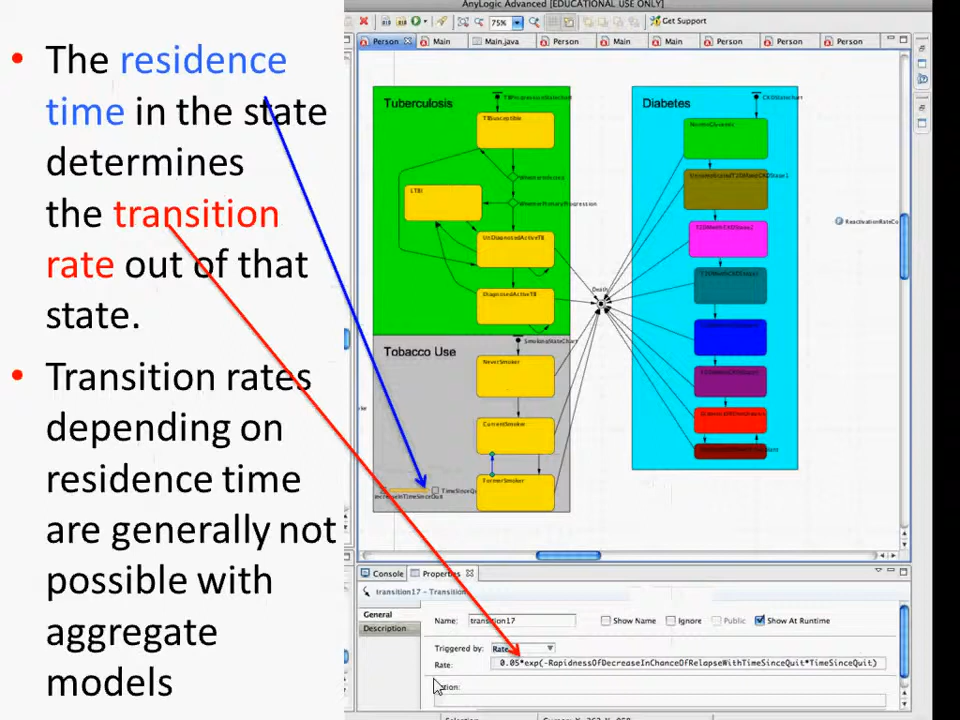 AnyLogic Advanced [EDUCATIONAL USE ONLY]
• The residence
time in the state
determines
the transition
rate out of that
state.
• Transition rates
depending on
residence time
are generally not
possible with
aggregate
models
75%
Get Support
Person
Main
Main.java
Person
Main
Main
Person
Person
Person
Tuberculosis
TBSusceptible
LTBI
UnDiagnosedActiveTB
DiagnosedActiveTB
Tobacco Use
SmokingStateChart
NeverSmoker
CurrentSmoker
FormerSmoker
Death
Diabetes
Console
Properties
transition17 - Transition
General
Description
Name:
transition17
Show Name
Ignore
Public
Show At Runtime
Triggered by:
Rate
Rate:
0.05*exp(-RapidnessOfDecreaseInChanceOfRelapseWithTimeSinceQuit*TimeSinceQuit)
Selection